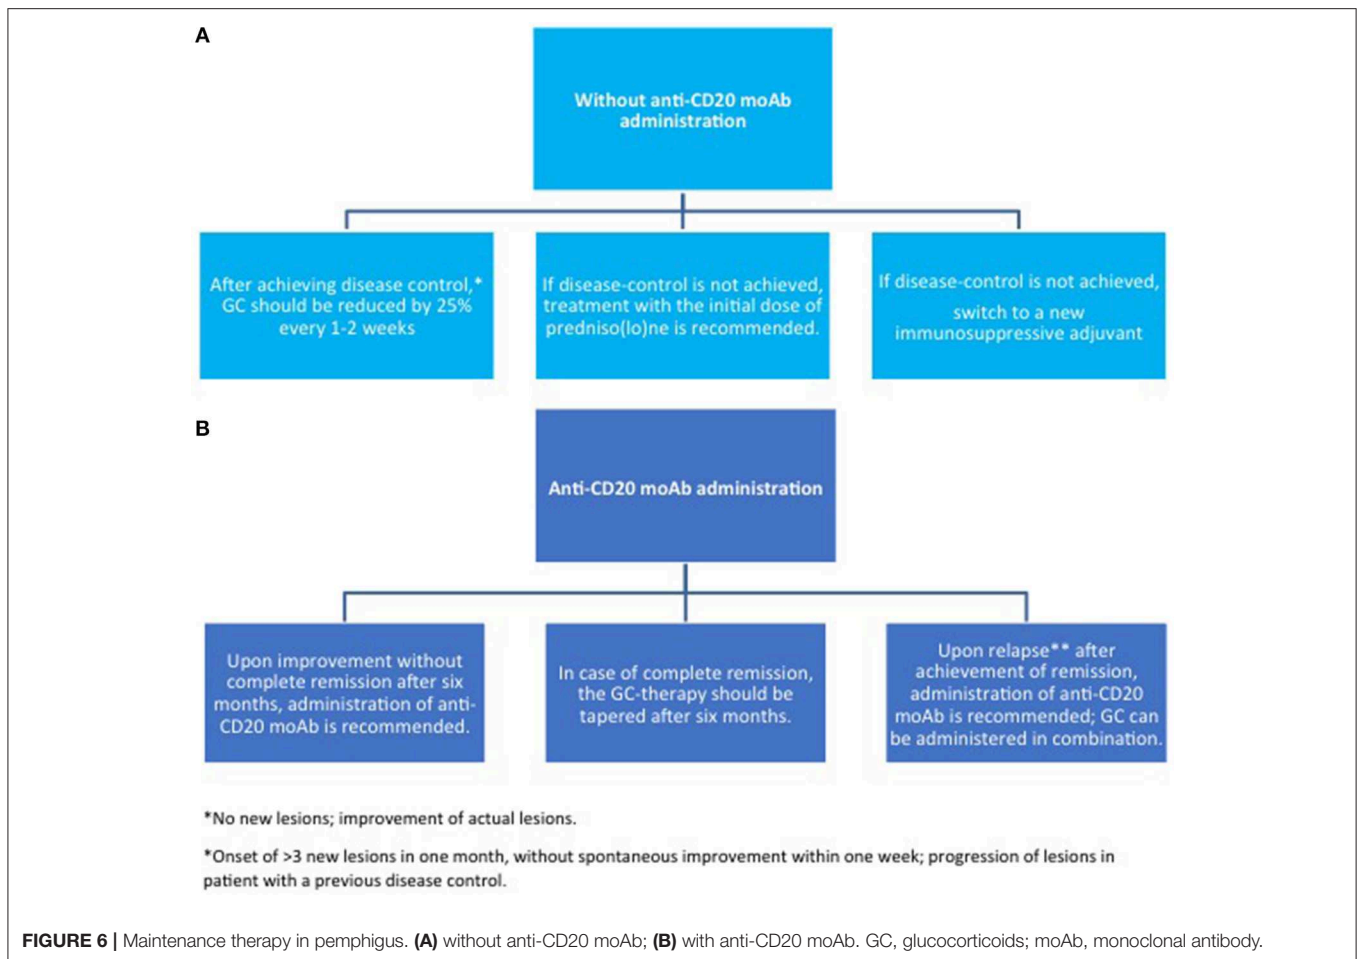 A
Without anti-CD20 moAb
administration
After achieving disease control,*
GC should be reduced by 25%
every 1-2 weeks
If disease-control is not achieved,
treatment with the initial dose of
predniso(lo)ne is recommended.
If disease-control is not achieved,
switch to a new
immunosuppressive adjuvant
B
Anti-CD20 moAb administration
Upon improvement without
complete remission after six
months, administration of anti-
CD20 moAb is recommended.
In case of complete remission,
the GC-therapy should be
tapered after six months.
Upon relapse** after
achievement of remission,
administration of anti-CD20
moAb is recommended; GC can
be administered in combination.
*No new lesions; improvement of actual lesions.
*Onset of >3 new lesions in one month, without spontaneous improvement within one week; progression of lesions in
patient with a previous disease control.
FIGURE 6 | Maintenance therapy in pemphigus. (A) without anti-CD20 moAb; (B) with anti-CD20 moAb. GC, glucocorticoids; moAb, monoclonal antibody.